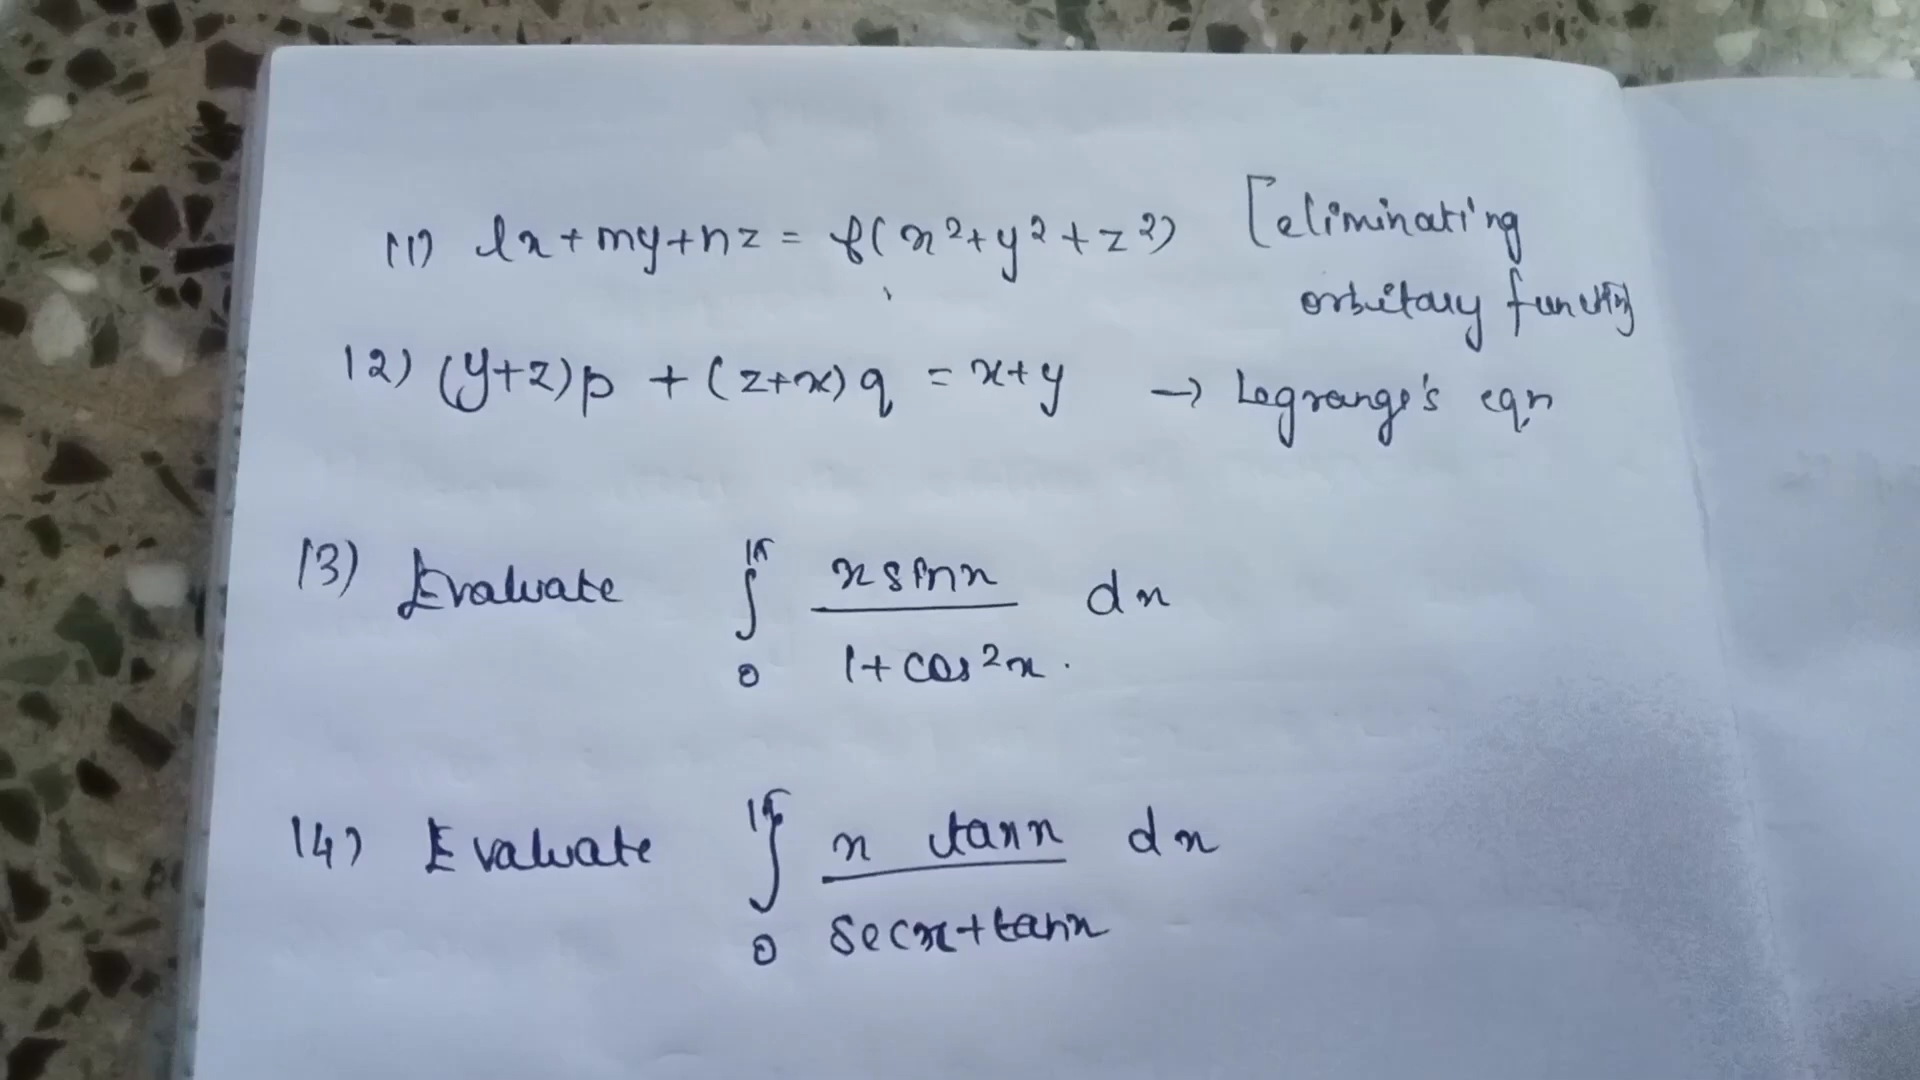 11) lx + my + nz = f(x²+y²+z²) [eliminating
orbitary function]
12) (y+z)p + (z+x)q = x+y → Lagrange's eqn
13) Evaluate ∫₀^π x sin x / 1+cos²x dx
14) Evaluate ∫₀^π x tan x / sec x + tan x dx